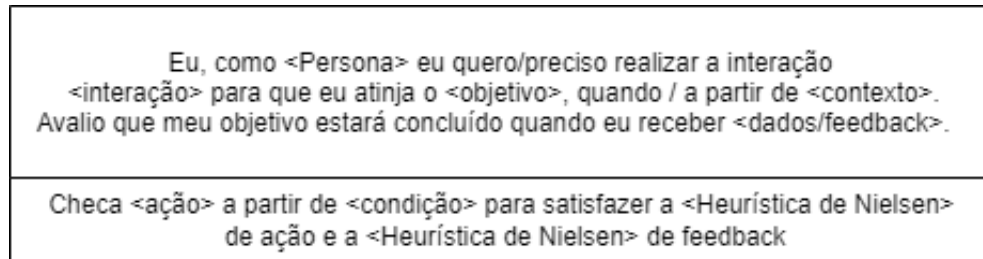 Eu, como <Persona> eu quero/preciso realizar a interação
<interação> para que eu atinja o <objetivo>, quando / a partir de <contexto>.
Avalio que meu objetivo estará concluído quando eu receber <dados/feedback>.
Checa <ação> a partir de <condição> para satisfazer a <Heurística de Nielsen>
de ação e a <Heurística de Nielsen> de feedback